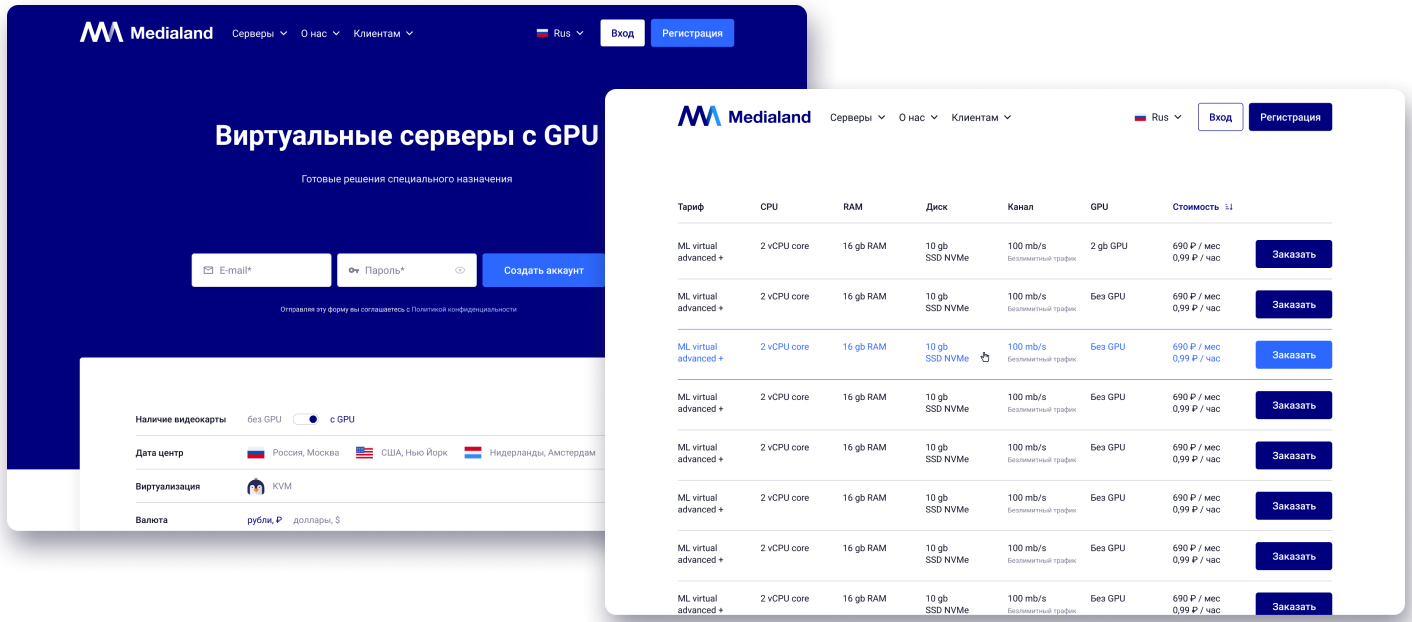 Medialand Серверы О нас Клиентам Rus Вход Регистрация
Виртуальные серверы с GPU
Готовые решения специального назначения
E-mail* Пароль* Создать аккаунт
Отправляя эту форму вы соглашаетесь с Политикой конфиденциальности
Наличие видеокарты без GPU с GPU
Дата центр Россия, Москва США, Нью Йорк Нидерланды, Амстердам
Виртуализация KVM
Валюта рубли, ₽ доллары, $
Medialand Серверы О нас Клиентам Rus Вход Регистрация
Тариф CPU RAM Диск Канал GPU Стоимость
ML virtual 2 vCPU core 16 gb RAM 10 gb 100 mb/s 2 gb GPU 690 ₽ / мес
advanced + SSD NVMe Безлимитный трафик 0,99 ₽ / час Заказать
ML virtual 2 vCPU core 16 gb RAM 10 gb 100 mb/s Без GPU 690 ₽ / мес
advanced + SSD NVMe Безлимитный трафик 0,99 ₽ / час Заказать
ML virtual 2 vCPU core 16 gb RAM 10 gb 100 mb/s Без GPU 690 ₽ / мес
advanced + SSD NVMe Безлимитный трафик 0,99 ₽ / час Заказать
ML virtual 2 vCPU core 16 gb RAM 10 gb 100 mb/s Без GPU 690 ₽ / мес
advanced + SSD NVMe Безлимитный трафик 0,99 ₽ / час Заказать
ML virtual 2 vCPU core 16 gb RAM 10 gb 100 mb/s Без GPU 690 ₽ / мес
advanced + SSD NVMe Безлимитный трафик 0,99 ₽ / час Заказать
ML virtual 2 vCPU core 16 gb RAM 10 gb 100 mb/s Без GPU 690 ₽ / мес
advanced + SSD NVMe Безлимитный трафик 0,99 ₽ / час Заказать
ML virtual 2 vCPU core 16 gb RAM 10 gb 100 mb/s Без GPU 690 ₽ / мес
advanced + SSD NVMe Безлимитный трафик 0,99 ₽ / час Заказать
ML virtual 2 vCPU core 16 gb RAM 10 gb 100 mb/s Без GPU 690 ₽ / мес
advanced + SSD NVMe Безлимитный трафик 0,99 ₽ / час Заказать